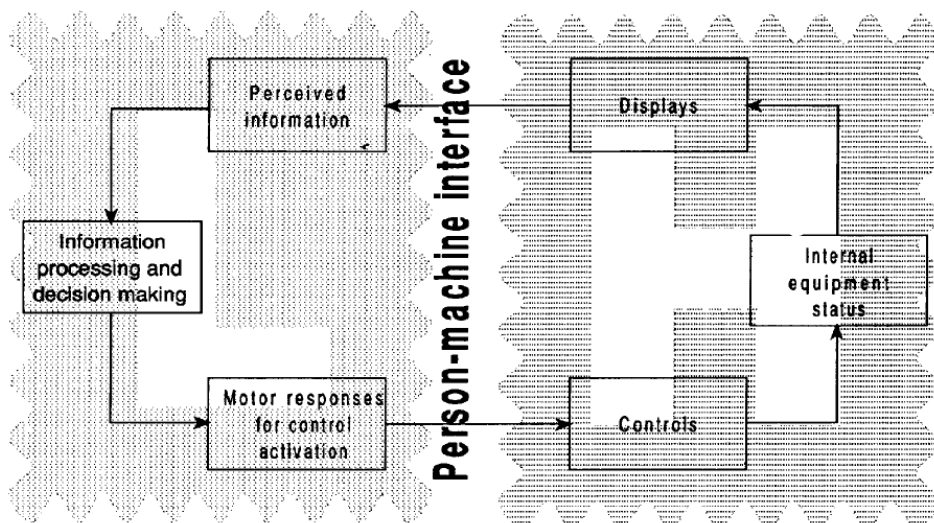 Perceived
information
Information
processing and
decision making
Motor responses
for control
activation
Person-machine interface
Displays
Internal
equipment
status
Controls